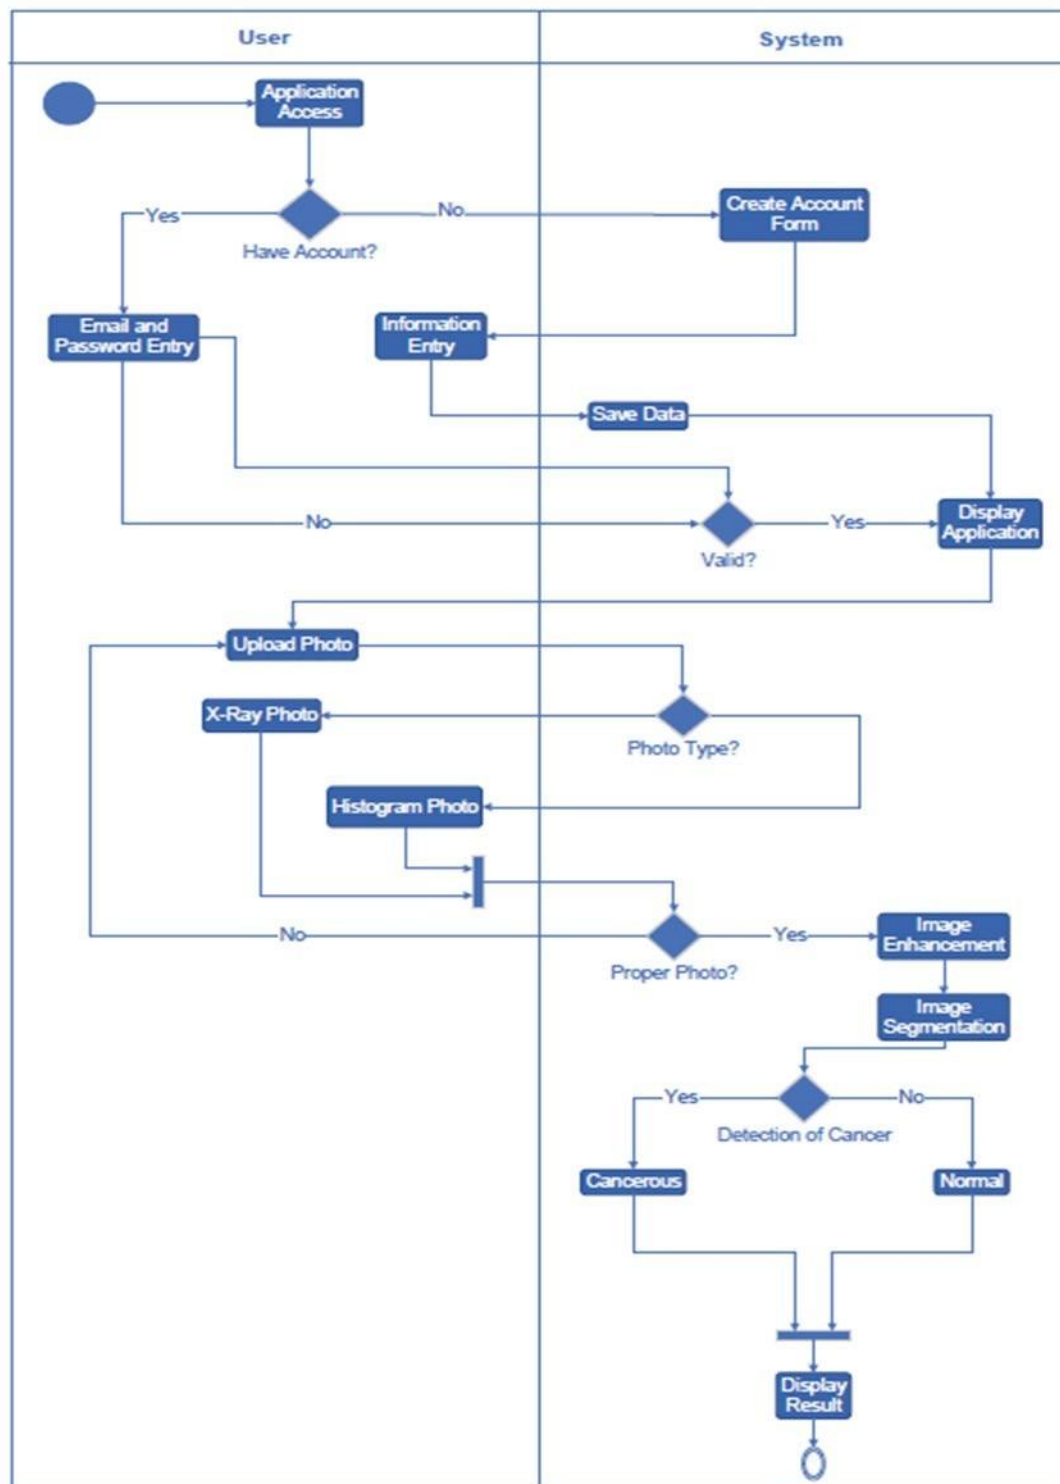 User
System
Application
Access
Yes
No
Create Account
Form
Have Account?
Email and
Password Entry
Information
Entry
Save Data
No
Yes
Display
Application
Valid?
Upload Photo
X-Ray Photo
Photo Type?
Histogram Photo
No
Yes
Image
Enhancement
Proper Photo?
Image
Segmentation
Yes
No
Detection of Cancer
Cancerous
Normal
Display
Result